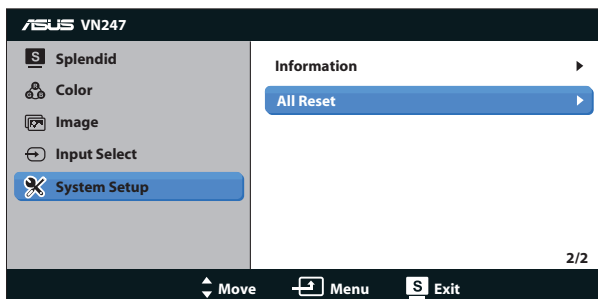 ASUS VN247
S Splendid
Color
Image
Input Select
System Setup
Information
All Reset
2/2
Move Menu S Exit